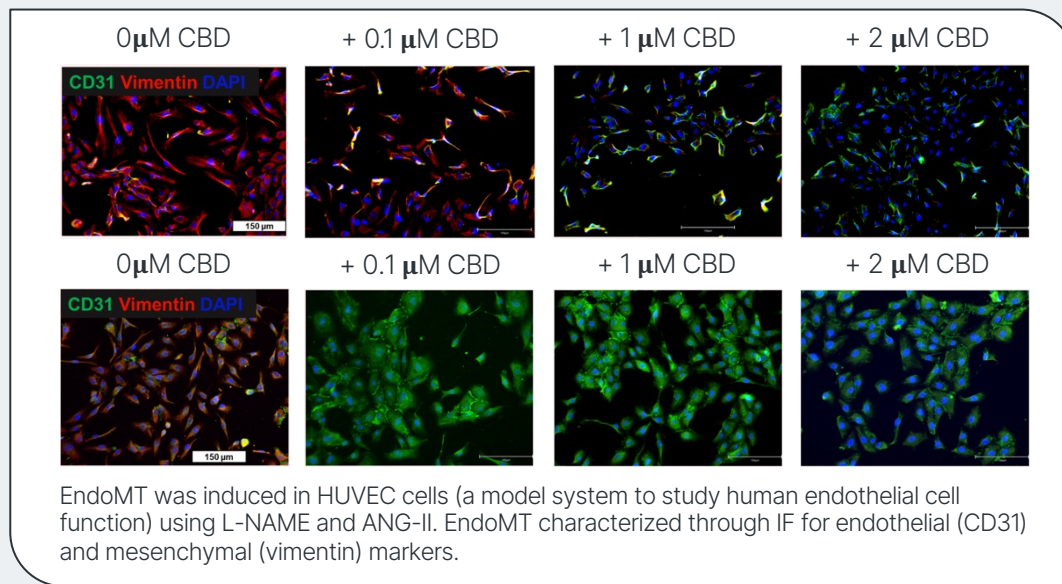 0μM CBD
+ 0.1 μM CBD
+ 1 μM CBD
+ 2 μM CBD
CD31 Vimentin DAPI
150 μm
0μM CBD
+ 0.1 μM CBD
+ 1 μM CBD
+ 2 μM CBD
CD31 Vimentin DAPI
150 μm
EndoMT was induced in HUVEC cells (a model system to study human endothelial cell
function) using L-NAME and ANG-II. EndoMT characterized through IF for endothelial (CD31)
and mesenchymal (vimentin) markers.